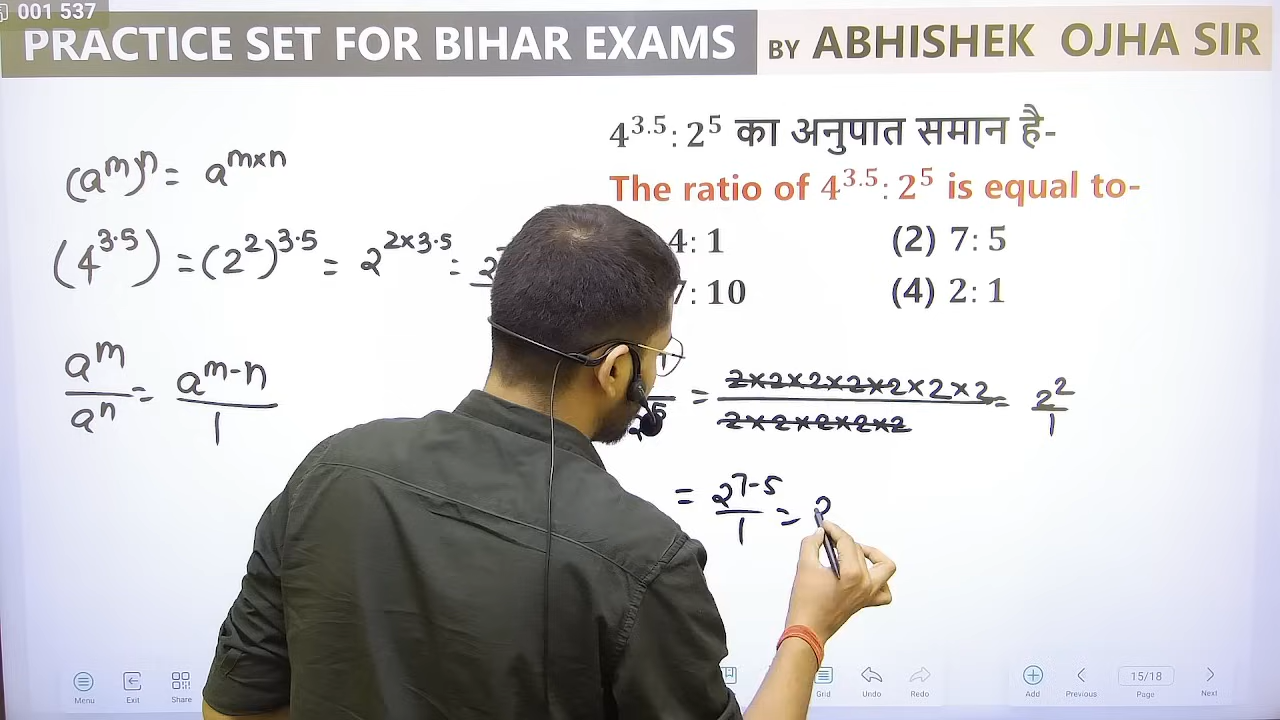 001 537
PRACTICE SET FOR BIHAR EXAMS BY ABHISHEK OJHA SIR
4^3.5 : 2^5 का अनुपात समान है-
The ratio of 4^3.5 : 2^5 is equal to-
4: 1 (2) 7: 5
7: 10 (4) 2: 1
(a^m)^n = a^m×n
(4^3.5) = (2^2)^3.5 = 2^2×3.5 = 2
a^m/a^n = a^m-n/1
= 2×2×2×2×2×2×2/2×2×2×2×2 = 2^2/1
= 2^7-5/1 = 2
Menu Exit Share Grid Undo Redo Add Previous 15/18 Page Next